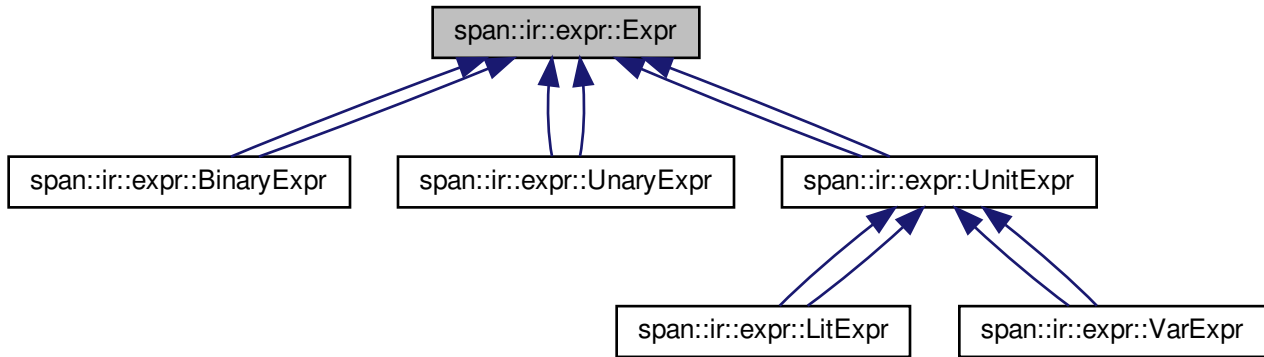 span::ir::expr::Expr
span::ir::expr::BinaryExpr
span::ir::expr::UnaryExpr
span::ir::expr::UnitExpr
span::ir::expr::LitExpr
span::ir::expr::VarExpr